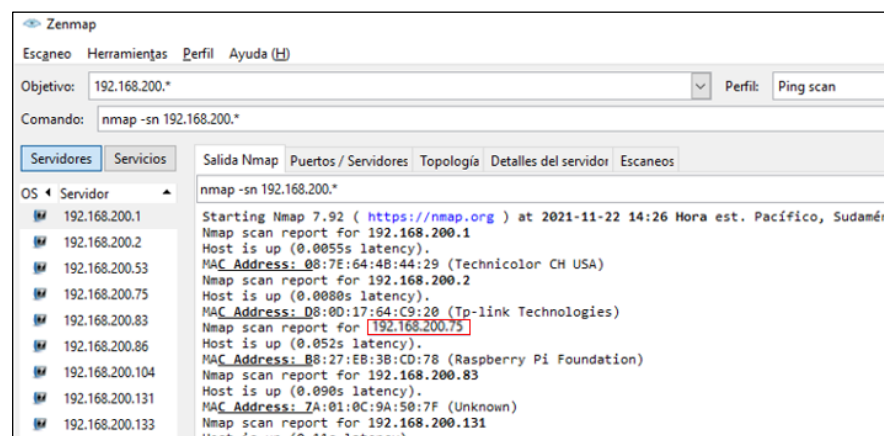 Zenmap
Escaneo Herramientas Perfil Ayuda (H)
Objetivo: 192.168.200.* Perfil: Ping scan
Comando: nmap -sn 192.168.200.*
Servidores Servicios
Salida Nmap Puertos / Servidores Topología Detalles del servidor Escaneos
OS Servidor
192.168.200.1
192.168.200.2
192.168.200.53
192.168.200.75
192.168.200.83
192.168.200.86
192.168.200.104
192.168.200.131
192.168.200.133
nmap -sn 192.168.200.*
Starting Nmap 7.92 ( https://nmap.org ) at 2021-11-22 14:26 Hora est. Pacífico, Sudamér
Nmap scan report for 192.168.200.1
Host is up (0.0055s latency).
MAC Address: 08:7E:64:4B:44:29 (Technicolor CH USA)
Nmap scan report for 192.168.200.2
Host is up (0.0080s latency).
MAC Address: D8:0D:17:64:C9:20 (Tp-link Technologies)
Nmap scan report for 192.168.200.75
Host is up (0.052s latency).
MAC Address: B8:27:EB:3B:CD:78 (Raspberry Pi Foundation)
Nmap scan report for 192.168.200.83
Host is up (0.090s latency).
MAC Address: 7A:01:0C:9A:50:7F (Unknown)
Nmap scan report for 192.168.200.131